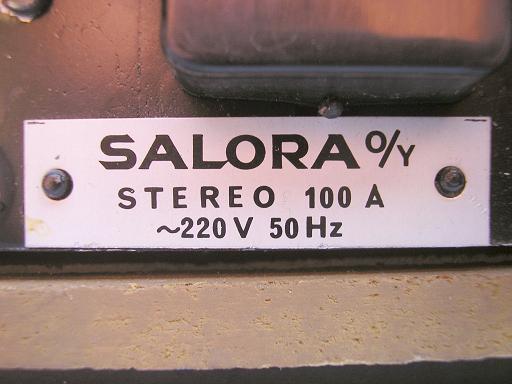 SALORA O/Y
STEREO 100 A
~220 V 50 Hz